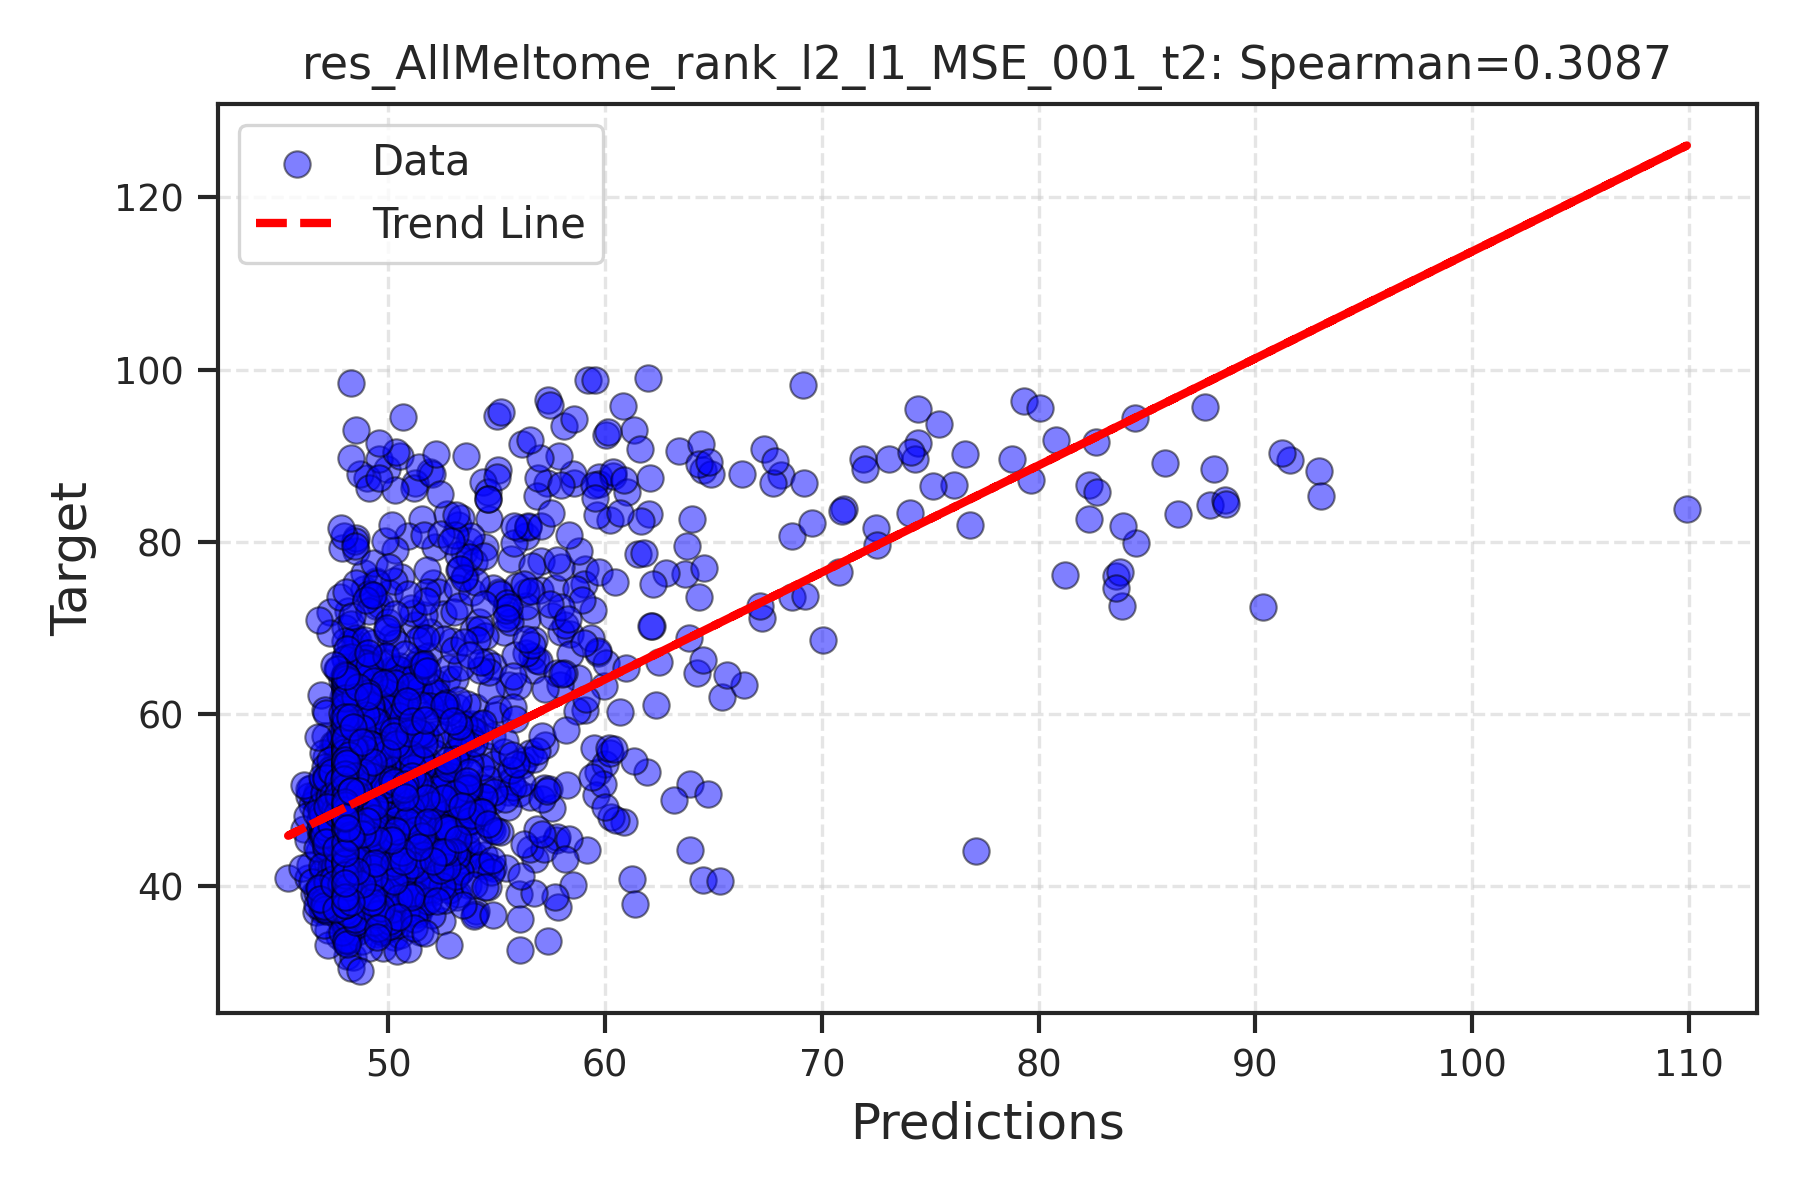 res_AllMeltome_rank_l2_l1_MSE_001_t2: Spearman=0.3087
Data
Trend Line
Target
120
100
80
60
40
50 60 70 80 90 100 110
Predictions